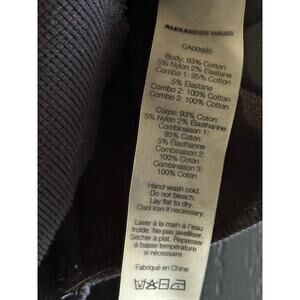 ALEXANDER WANG
CA00985
Body: 93% Cotton
5% Nylon 2% Elastane
Combo 1: 95% Cotton
5% Elastane
Combo 2: 100% Cotton
Combo 3: 100% Cotton
Corps: 93% Coton
5% Nylon 2% Élasthanne
Combinaison 1:
95% Coton
5% Élasthanne
Combinaison 2:
100% Coton
Combinaison 3:
100% Coton
Hand wash cold.
Do not bleach.
Lay flat to dry.
Cool iron if necessary.
Laver à la main à l'eau
froide. Ne pas javelliser.
Sécher à plat. Repasser
à basse température
si nécessaire.
Fabriqué en Chine